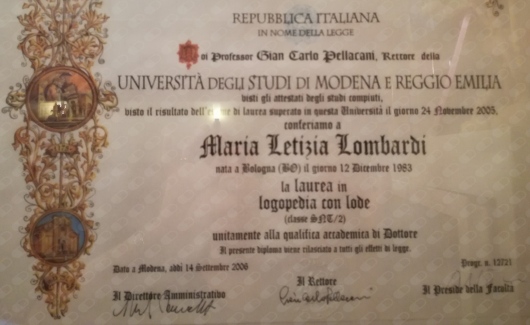 REPUBBLICA ITALIANA
IN NOME DELLA LEGGE
Noi Professor Gian Carlo Pellacani, Rettore della
UNIVERSITÀ DEGLI STUDI DI MODENA E REGGIO EMILIA
visti gli attestati degli studi compiuti,
visto il risultato dell'esame di laurea superato in questa Università il giorno 24 Novembre 2005,
conferiamo a
Maria Letizia Lombardi
nata a Bologna (BO) il giorno 12 Dicembre 1983
la laurea in
logopedia con lode
(classe SNT/2)
unitamente alla qualifica accademica di Dottore
Il presente diploma viene rilasciato a tutti gli effetti di legge.
Dato a Modena, addì 14 Settembre 2006
Progr. n. 13721
Il Direttore Amministrativo
Il Rettore
Il Preside della Facoltà